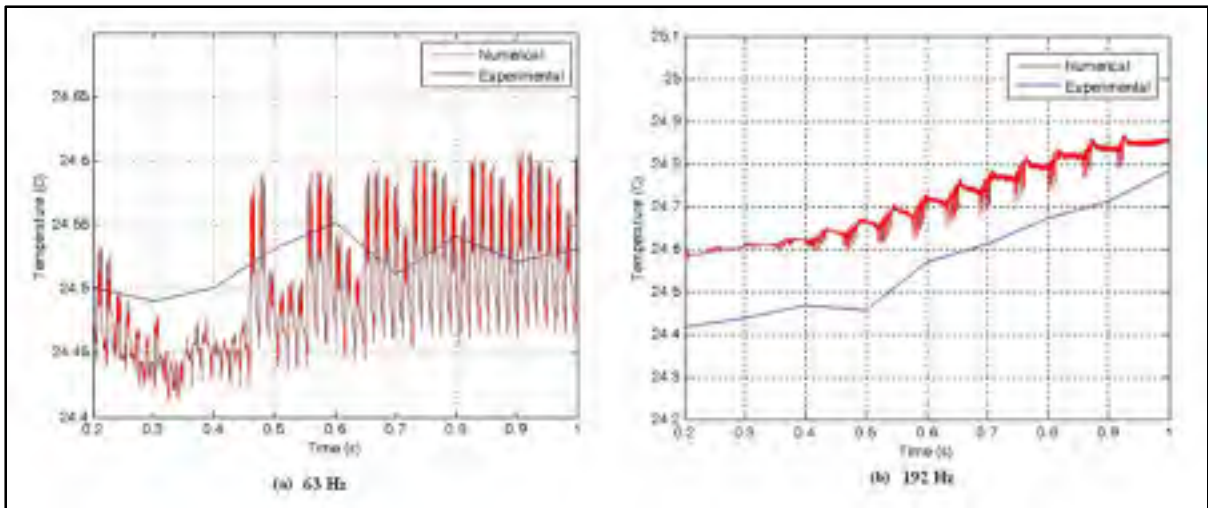 Numerical
Experimental
24.65
24.6
24.55
24.5
24.45
24.4
Temperature (C)
0.2 0.3 0.4 0.5 0.6 0.7 0.8 0.9 1
Time (s)
(a) 63 Hz
Numerical
Experimental
25.1
25
24.9
24.8
24.7
24.6
24.5
24.4
24.3
24.2
Temperature (C)
0.2 0.3 0.4 0.5 0.6 0.7 0.8 0.9 1
Time (s)
(b) 192 Hz